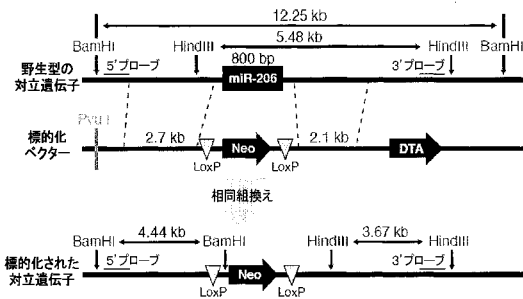 12.25 kb
5.48 kb
BamHI
HindIII
HindIII
BamHI
5′プローブ
800 bp
3′プローブ
野生型の
対立遺伝子
miR-206
Pvu I
標的化
ベクター
2.7 kb
Neo
2.1 kb
DTA
LoxP
LoxP
相同組換え
BamHI
4.44 kb
BamHI
HindIII
3.67 kb
HindIII
標的化された
対立遺伝子
5′プローブ
Neo
3′プローブ
LoxP
LoxP